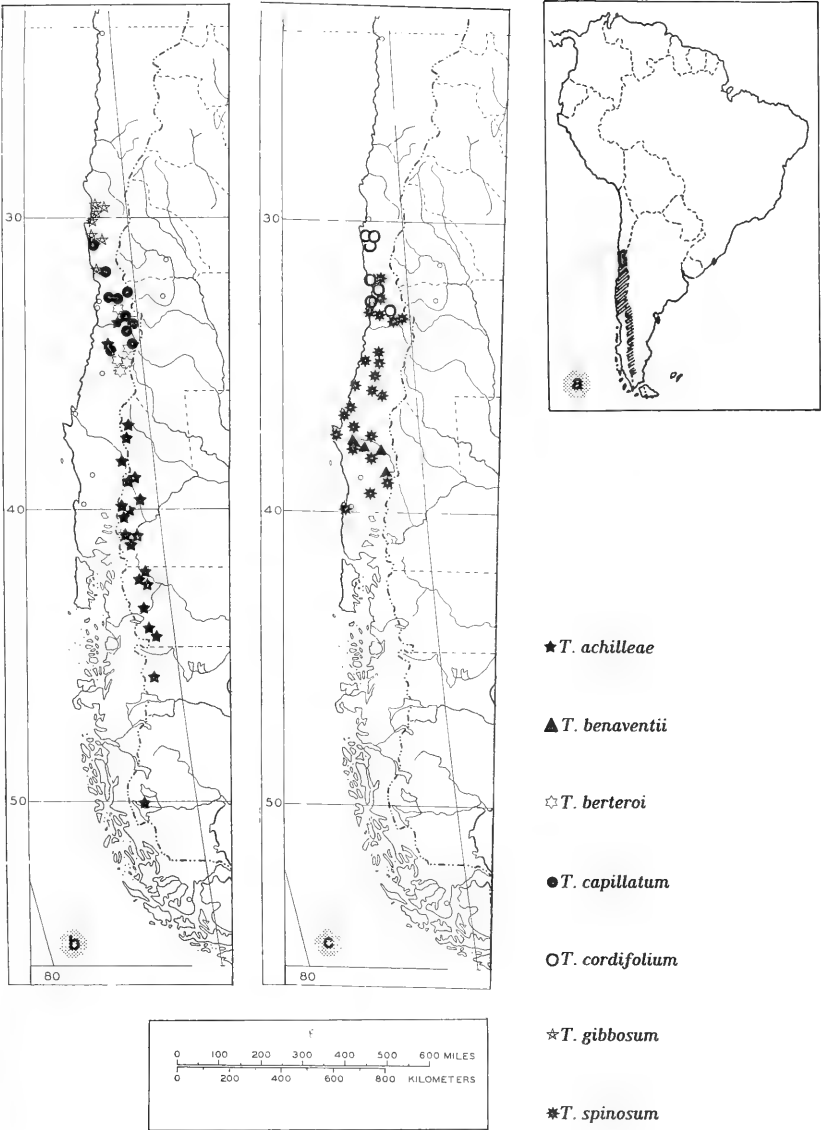 30
40
50
80
b
30
40
50
80
c
a
T. achilleae
T. benaventii
T. berteroi
T. capillatum
T. cordifolium
T. gibbosum
T. spinosum
0 100 200 300 400 500 600 MILES
0 200 400 600 800 KILOMETERS